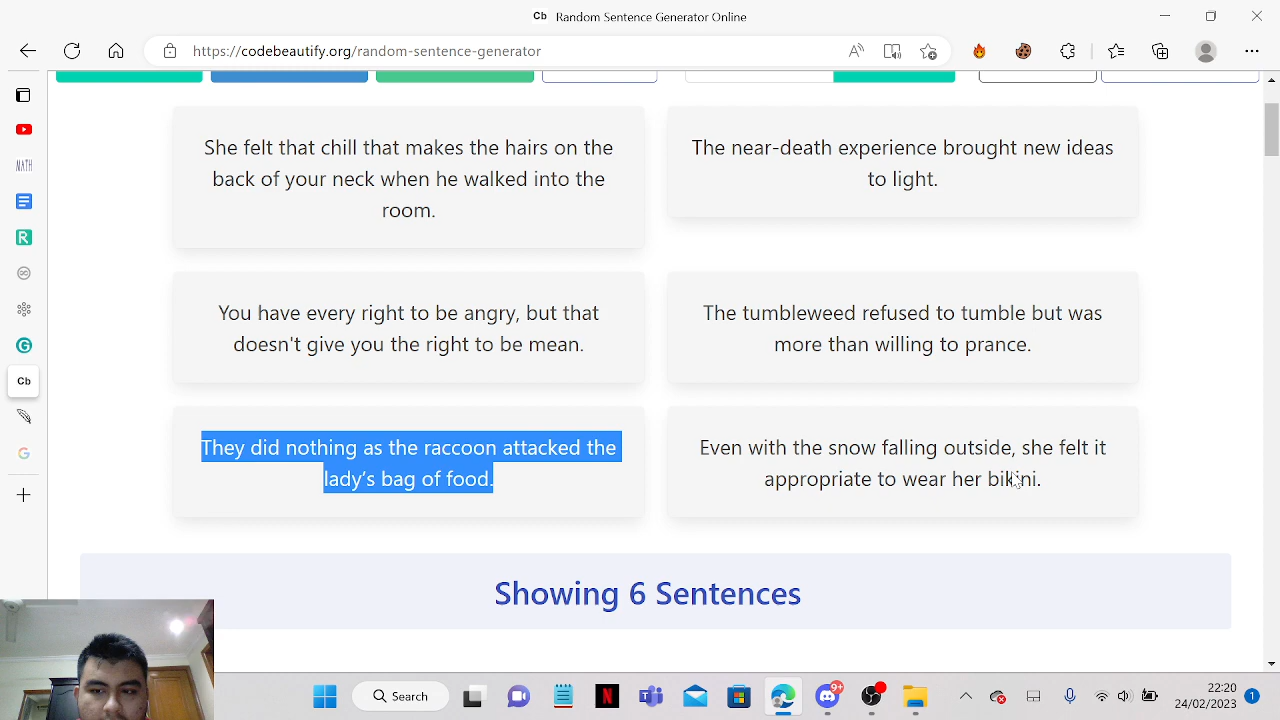 Cb Random Sentence Generator Online
https://codebeautify.org/random-sentence-generator
She felt that chill that makes the hairs on the
back of your neck when he walked into the
room.
The near-death experience brought new ideas
to light.
You have every right to be angry, but that
doesn't give you the right to be mean.
The tumbleweed refused to tumble but was
more than willing to prance.
They did nothing as the raccoon attacked the
lady’s bag of food.
Even with the snow falling outside, she felt it
appropriate to wear her bikini.
Showing 6 Sentences
MATH
R
G
Cb
G
Search
N
9+
22:20
24/02/2023
1